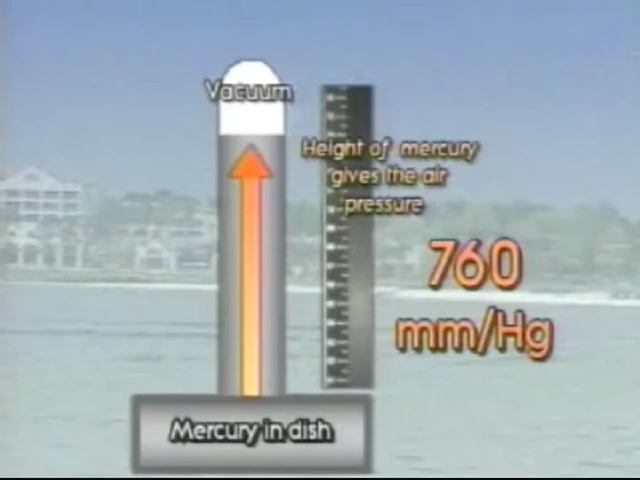 Vacuum
Height of mercury
gives the air
pressure
760
mm/Hg
Mercury in dish